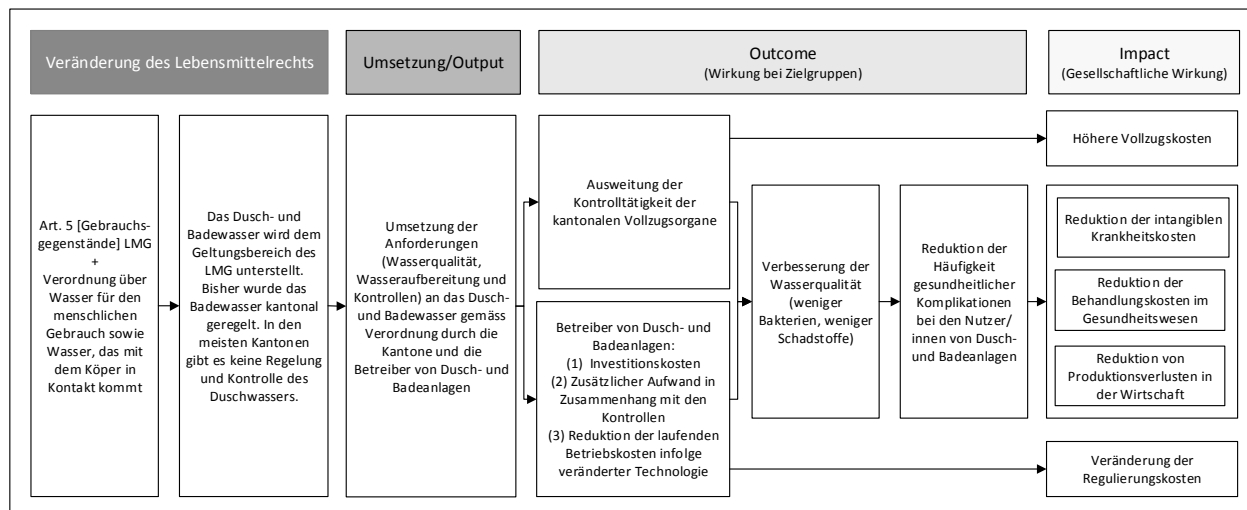 Veränderung des Lebensmittelrechts
Umsetzung/Output
Outcome
(Wirkung bei Zielgruppen)
Impact
(Gesellschaftliche Wirkung)
Art. 5 [Gebrauchs-
gegenstände] LMG
+
Verordnung über
Wasser für den
menschlichen
Gebrauch sowie
Wasser, das mit
dem Köper in
Kontakt kommt
Das Dusch- und
Badewasser wird dem
Geltungsbereich des
LMG unterstellt.
Bisher wurde das
Badewasser kantonal
geregelt. In den
meisten Kantonen
gibt es keine Regelung
und Kontrolle des
Duschwassers.
Umsetzung der
Anforderungen
(Wasserqualität,
Wasseraufbereitung und
Kontrollen) an das Dusch-
und Badewasser gemäss
Verordnung durch die
Kantone und die
Betreiber von Dusch- und
Badeanlagen
Ausweitung der
Kontrolltätigkeit der
kantonalen Vollzugsorgane
Betreiber von Dusch- und
Badeanlagen:
(1) Investitionskosten
(2) Zusätzlicher Aufwand in
Zusammenhang mit den
Kontrollen
(3) Reduktion der laufenden
Betriebskosten infolge
veränderter Technologie
Verbesserung der
Wasserqualität
(weniger
Bakterien, weniger
Schadstoffe)
Reduktion der
Häufigkeit
gesundheitlicher
Komplikationen
bei den Nutzer/
innen von Dusch-
und Badeanlagen
Höhere Vollzugskosten
Reduktion der intangiblen
Krankheitskosten
Reduktion der
Behandlungskosten im
Gesundheitswesen
Reduktion von
Produktionsverlusten in
der Wirtschaft
Veränderung der
Regulierungskosten